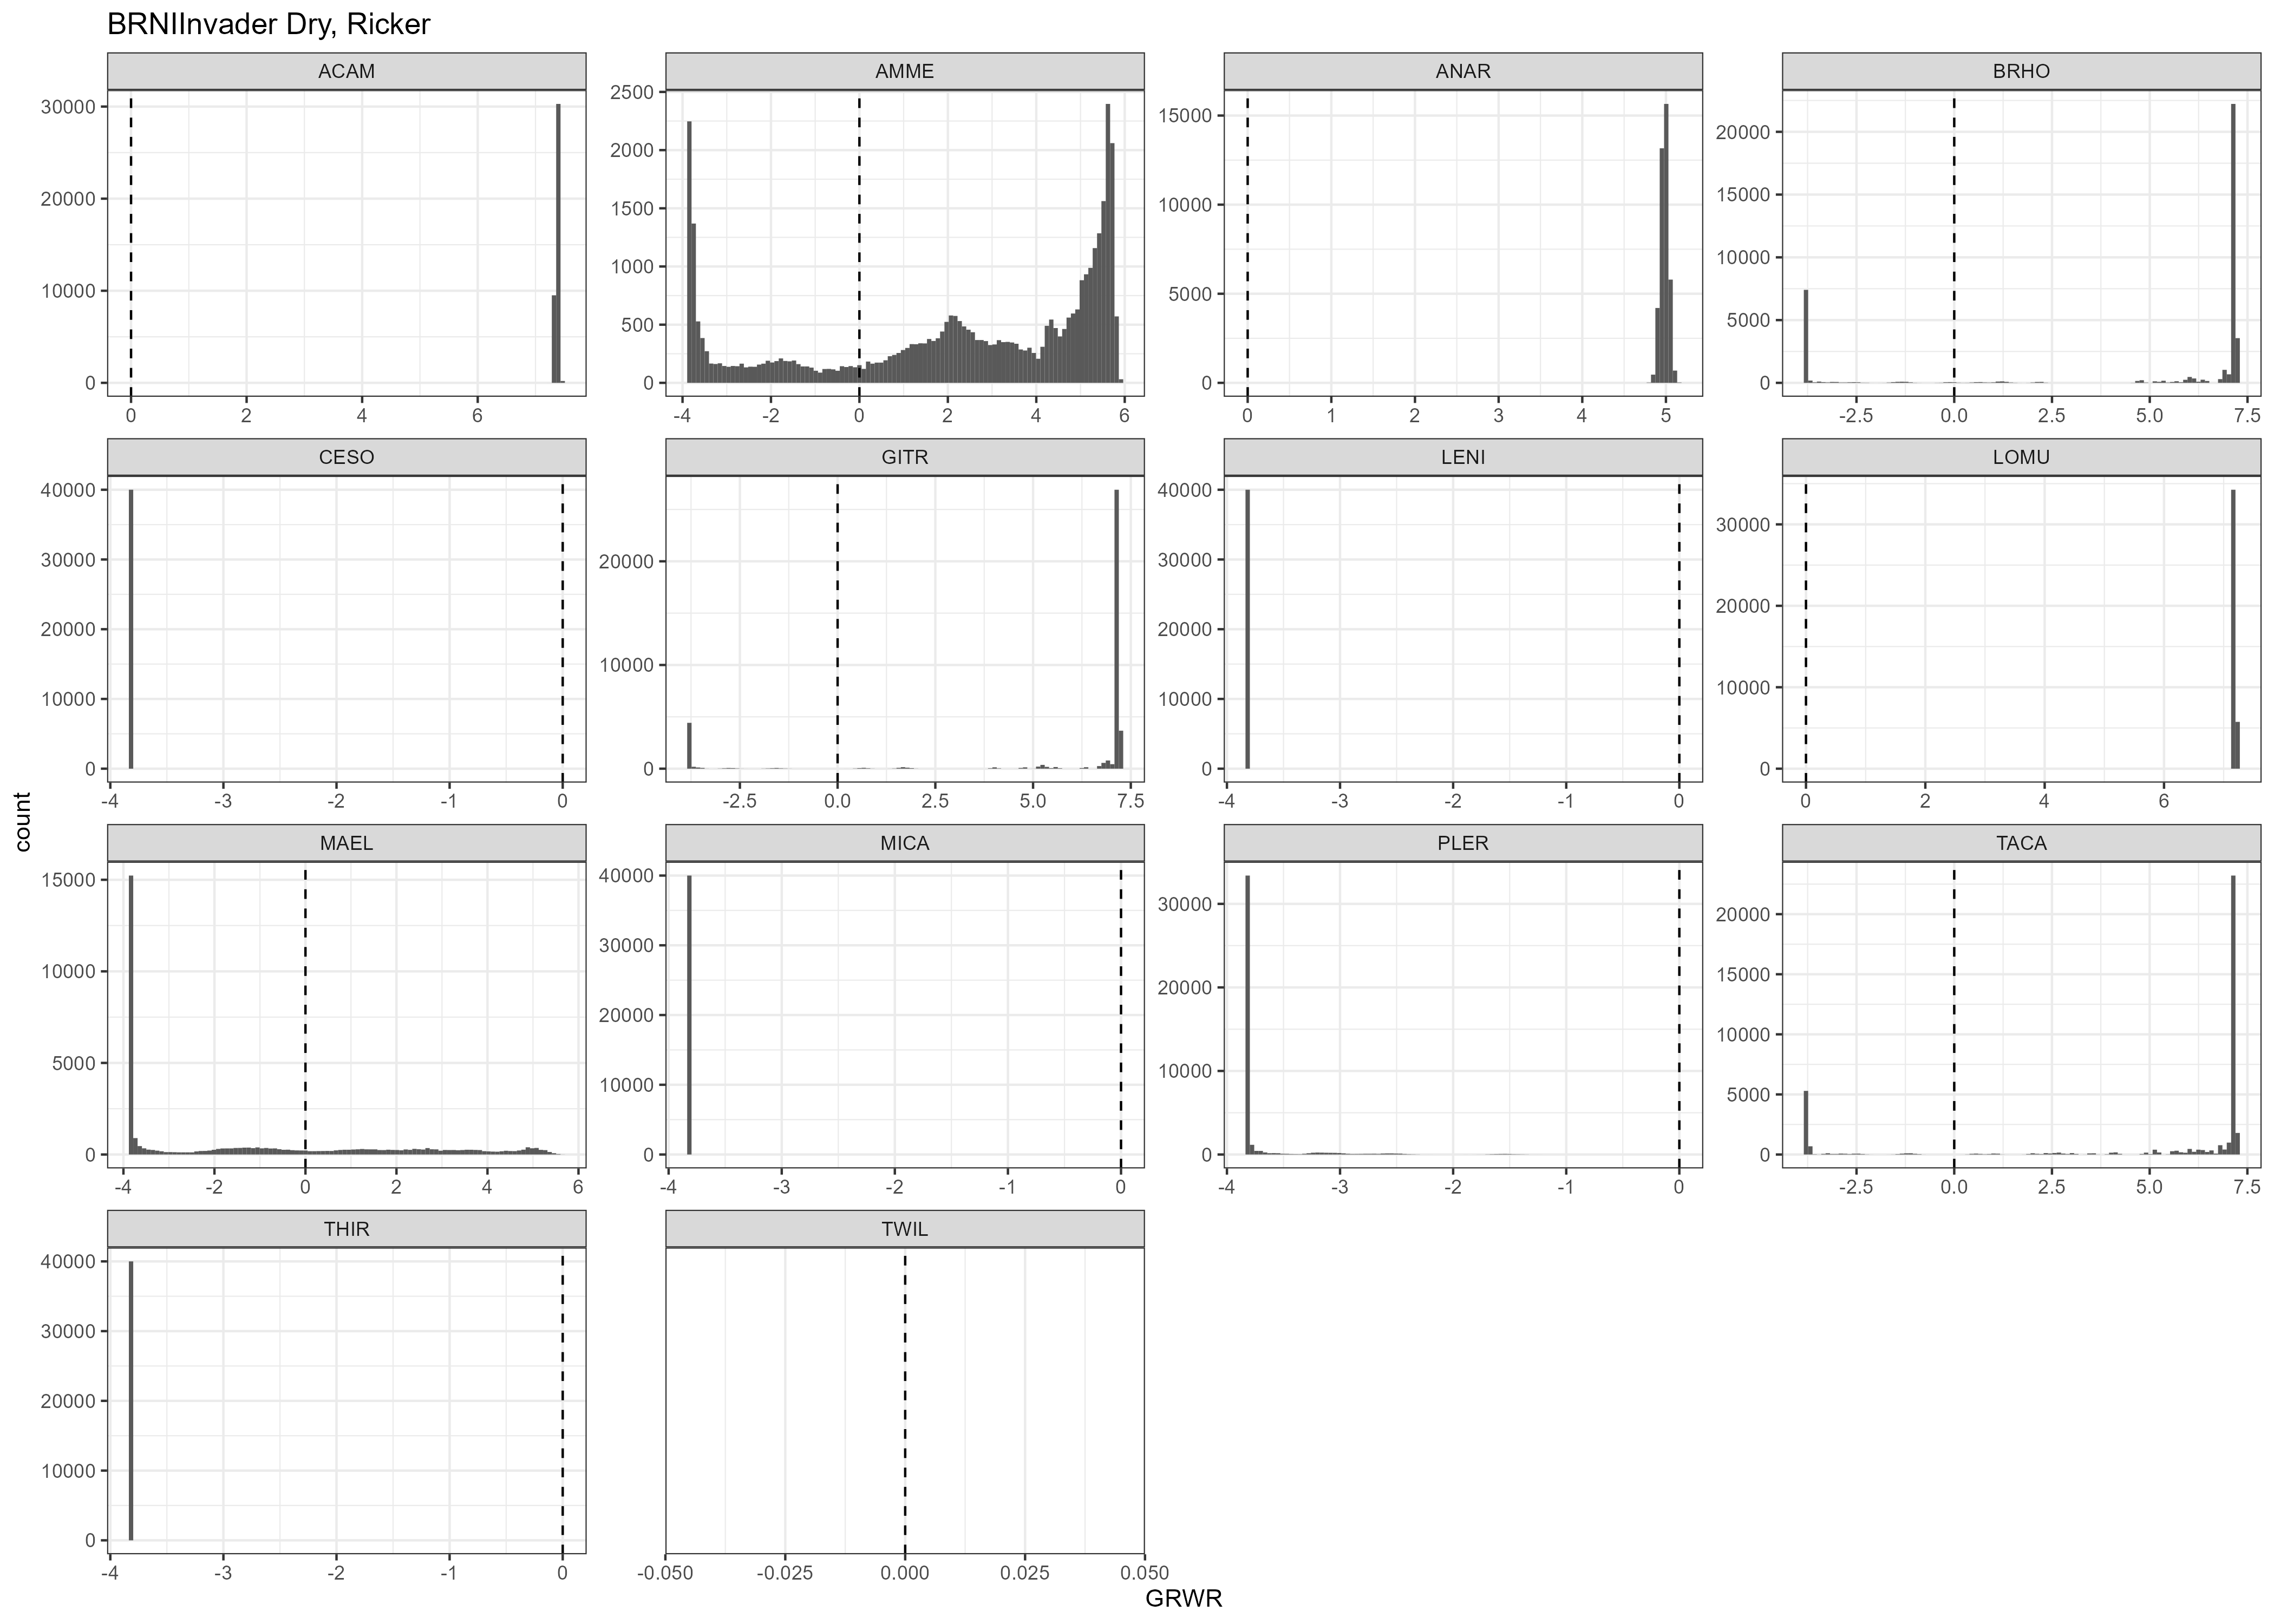 BRNIInvader Dry, Ricker
ACAM AMME ANAR BRHO
30000 20000 10000 0
0 2 4 6
2500 2000 1500 1000 500 0
-4 -2 0 2 4 6
15000 10000 5000 0
0 1 2 3 4 5
20000 15000 10000 5000 0
-2.5 0.0 2.5 5.0 7.5
CESO GITR LENI LOMU
40000 30000 20000 10000 0
-4 -3 -2 -1 0
20000 10000 0
-2.5 0.0 2.5 5.0 7.5
40000 30000 20000 10000 0
-4 -3 -2 -1 0
30000 20000 10000 0
0 2 4 6
count
MAEL MICA PLER TACA
15000 10000 5000 0
-4 -2 0 2 4 6
40000 30000 20000 10000 0
-4 -3 -2 -1 0
30000 20000 10000 0
-4 -3 -2 -1 0
20000 15000 10000 5000 0
-2.5 0.0 2.5 5.0 7.5
THIR TWIL
40000 30000 20000 10000 0
-4 -3 -2 -1 0
-0.050 -0.025 0.000 0.025 0.050
GRWR